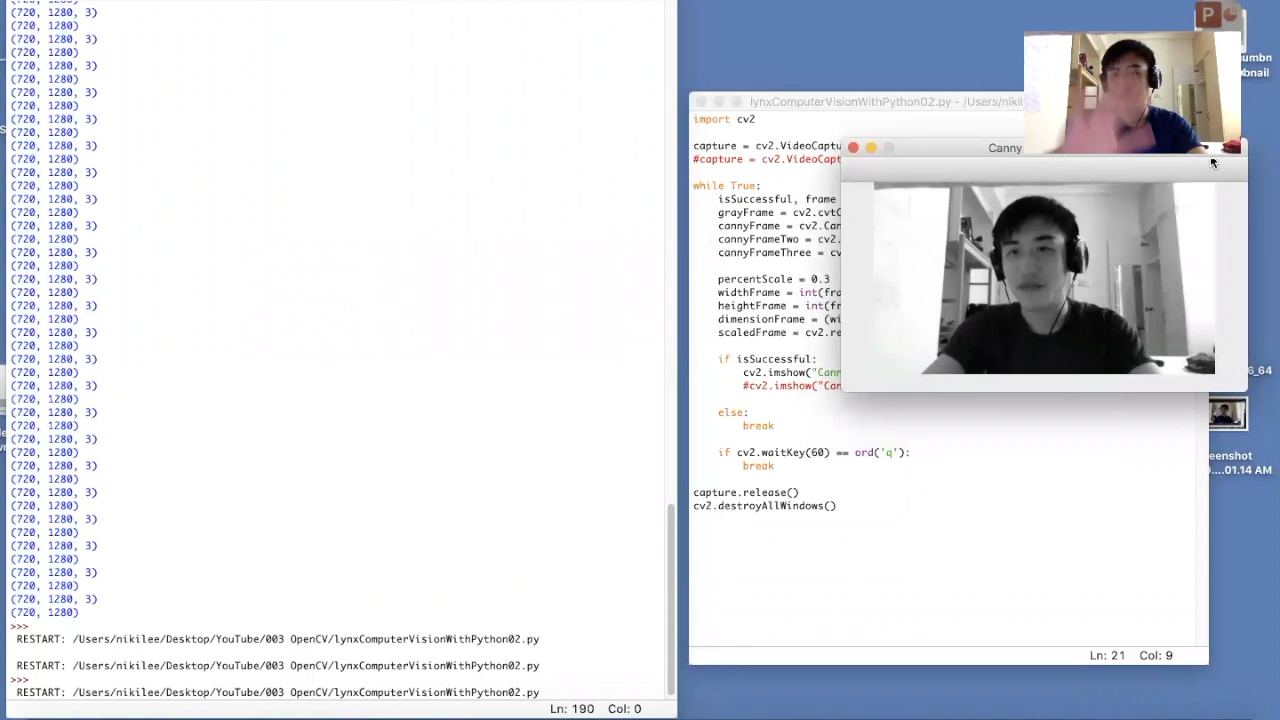 (720, 1280, 3)
(720, 1280)
(720, 1280, 3)
(720, 1280)
(720, 1280, 3)
(720, 1280)
(720, 1280, 3)
(720, 1280)
(720, 1280, 3)
(720, 1280)
(720, 1280, 3)
(720, 1280)
(720, 1280, 3)
(720, 1280)
(720, 1280, 3)
(720, 1280)
(720, 1280, 3)
(720, 1280)
(720, 1280, 3)
(720, 1280)
(720, 1280, 3)
(720, 1280)
(720, 1280, 3)
(720, 1280)
(720, 1280, 3)
(720, 1280)
(720, 1280, 3)
(720, 1280)
(720, 1280, 3)
(720, 1280)
(720, 1280, 3)
(720, 1280)
(720, 1280, 3)
(720, 1280)
(720, 1280, 3)
(720, 1280)
(720, 1280, 3)
(720, 1280)
(720, 1280, 3)
(720, 1280)
(720, 1280, 3)
(720, 1280)
(720, 1280, 3)
(720, 1280)
(720, 1280, 3)
(720, 1280)
>>>
RESTART: /Users/nikilee/Desktop/YouTube/003 OpenCV/lynxComputerVisionWithPython02.py
RESTART: /Users/nikilee/Desktop/YouTube/003 OpenCV/lynxComputerVisionWithPython02.py
>>>
RESTART: /Users/nikilee/Desktop/YouTube/003 OpenCV/lynxComputerVisionWithPython02.py
Ln: 190 Col: 0
lynxComputerVisionWithPython02.py - /Users/nikil
import cv2
capture = cv2.VideoCaptu
#capture = cv2.VideoCapt
while True:
isSuccessful, frame
grayFrame = cv2.cvtC
cannyFrame = cv2.Can
cannyFrameTwo = cv2.
cannyFrameThree = cv
percentScale = 0.3
widthFrame = int(fra
heightFrame = int(fr
dimensionFrame = (wi
scaledFrame = cv2.re
if isSuccessful:
cv2.imshow("Cann
#cv2.imshow("Can
else:
break
if cv2.waitKey(60) == ord('q'):
break
capture.release()
cv2.destroyAllWindows()
Ln: 21 Col: 9
Canny
P
umbn
bnail
6_64
eenshot
....01.14 AM